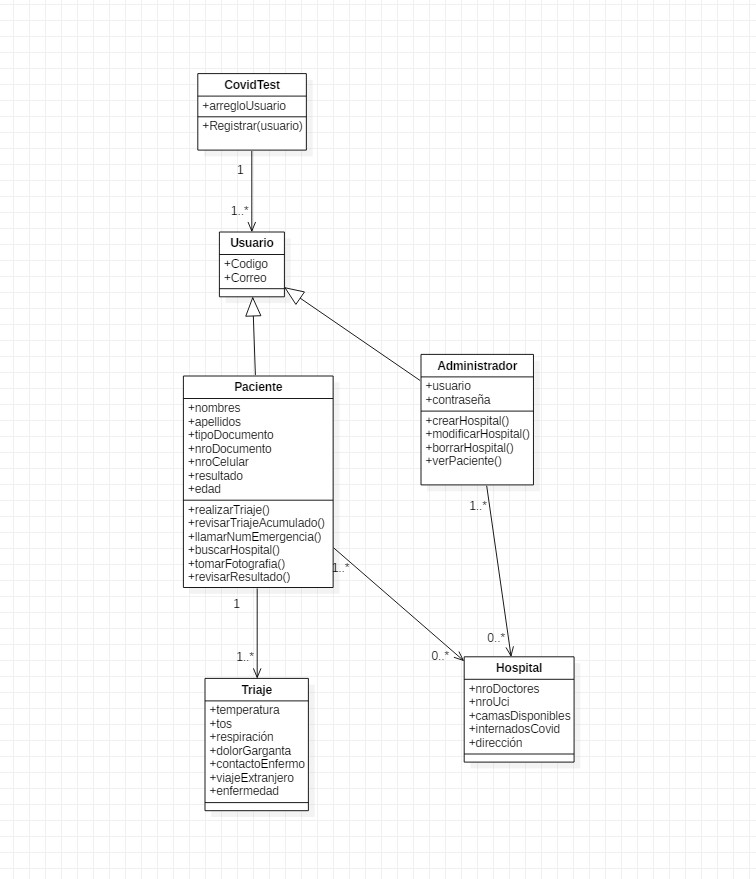 CovidTest
+arregloUsuario
+Registrar(usuario)
1
1..*
Usuario
+Codigo
+Correo
Paciente
+nombres
+apellidos
+tipoDocumento
+nroDocumento
+nroCelular
+resultado
+edad
+realizarTriaje()
+revisarTriajeAcumulado()
+llamarNumEmergencia()
+buscarHospital()
+tomarFotografia()
+revisarResultado()
Administrador
+usuario
+contraseña
+crearHospital()
+modificarHospital()
+borrarHospital()
+verPaciente()
1..*
0..*
1..*
0..*
1
1..*
Triaje
+temperatura
+tos
+respiración
+dolorGarganta
+contactoEnfermo
+viajeExtranjero
+enfermedad
Hospital
+nroDoctores
+nroUci
+camasDisponibles
+internadosCovid
+dirección